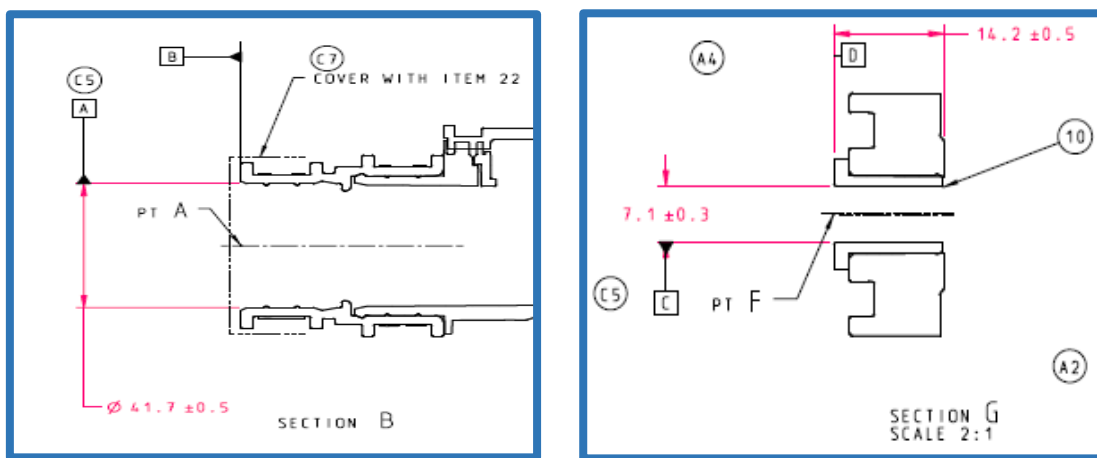 B
C7
COVER WITH ITEM 22
C5
A
PT A
Ø 41.7 ±0.5
SECTION B
14.2 ±0.5
A4
D
10
7.1 ±0.3
C5
C
PT F
A2
SECTION G
SCALE 2:1